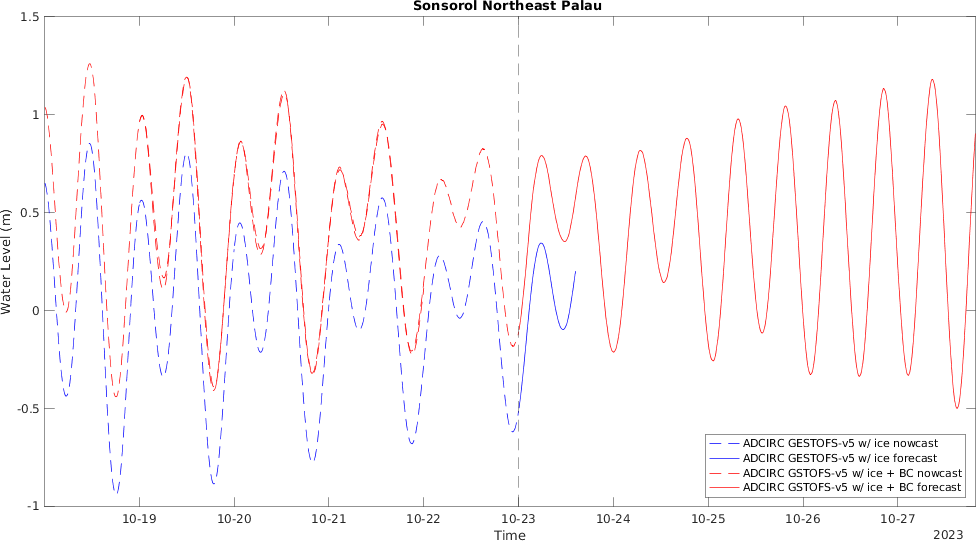 Sonsorol Northeast Palau
1.5
1
0.5
0
-0.5
-1
Water Level (m)
10-19
10-20
10-21
10-22
10-23
10-24
10-25
10-26
10-27
Time
2023
ADCIRC GESTOFS-v5 w/ ice nowcast
ADCIRC GESTOFS-v5 w/ ice forecast
ADCIRC GSTOFS-v5 w/ ice + BC nowcast
ADCIRC GSTOFS-v5 w/ ice + BC forecast